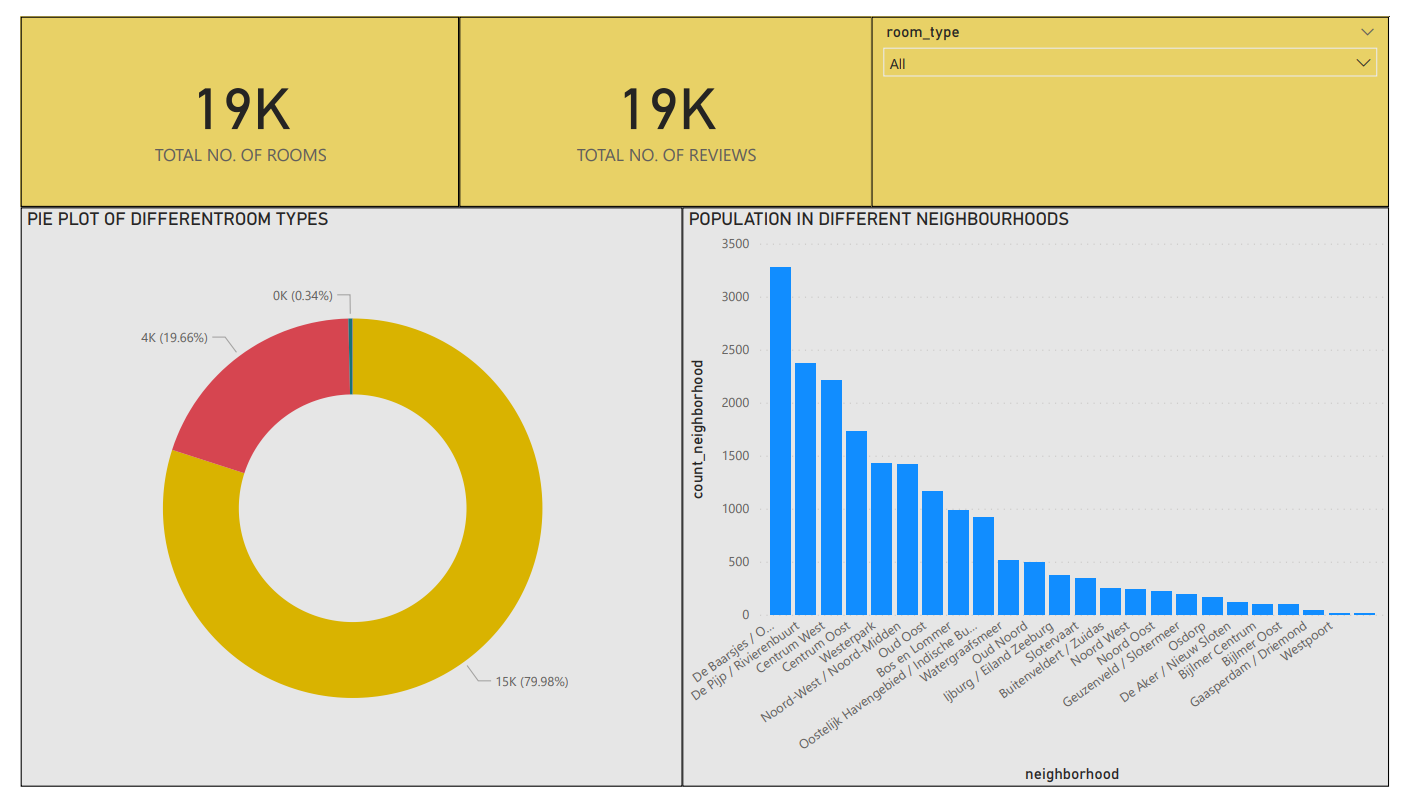 19K
TOTAL NO. OF ROOMS
19K
TOTAL NO. OF REVIEWS
room_type
All
PIE PLOT OF DIFFERENTROOM TYPES
0K (0.34%)
4K (19.66%)
15K (79.98%)
POPULATION IN DIFFERENT NEIGHBOURHOODS
count_neighborhood
3500
3000
2500
2000
1500
1000
500
0
De Baarsjes / O...
De Pijp / Rivierenbuurt
Centrum West
Centrum Oost
Westerpark
Noord-West / Noord-Midden
Oud Oost
Bos en Lommer
Oostelijk Havengebied / Indische Bu...
Watergraafsmeer
Oud Noord
Ijburg / Eiland Zeeburg
Slotervaart
Buitenveldert / Zuidas
Noord West
Noord Oost
Geuzenveld / Slotermeer
Osdorp
De Aker / Nieuw Sloten
Bijlmer Centrum
Bijlmer Oost
Gaasperdam / Driemond
Westpoort
neighborhood